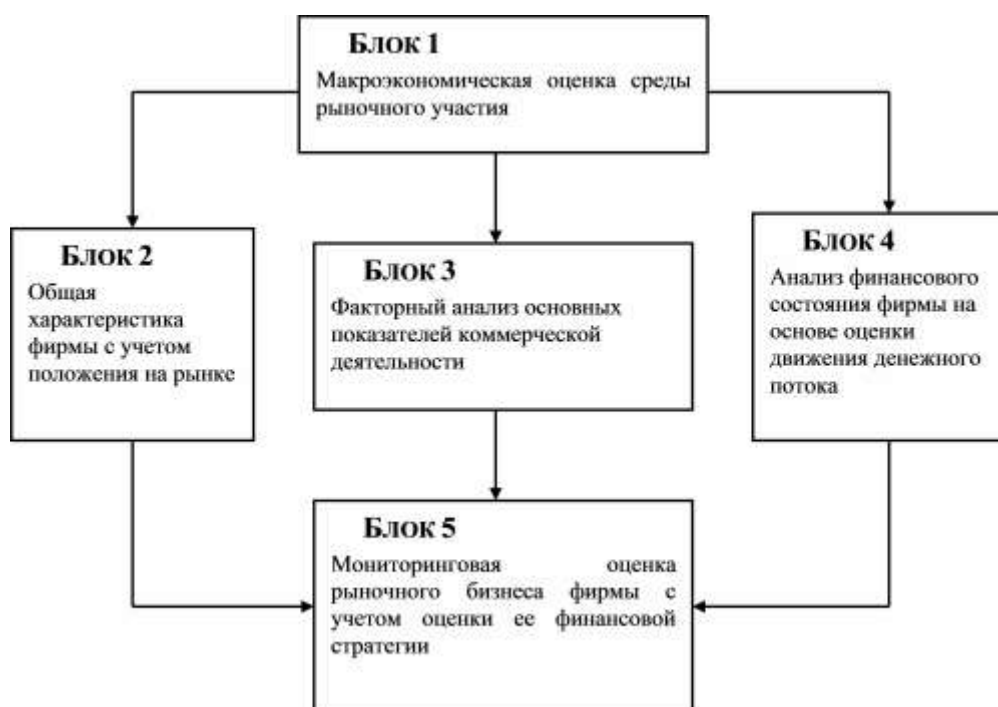 Блок 1
Макроэкономическая оценка среды
рыночного участия
Блок 2
Общая
характеристика
фирмы с учетом
положения на рынке
Блок 3
Факторный анализ основных
показателей коммерческой
деятельности
Блок 4
Анализ финансового
состояния фирмы на
основе оценки
движения денежного
потока
Блок 5
Мониторинговая оценка
рыночного бизнеса фирмы с
учетом оценки ее финансовой
стратегии